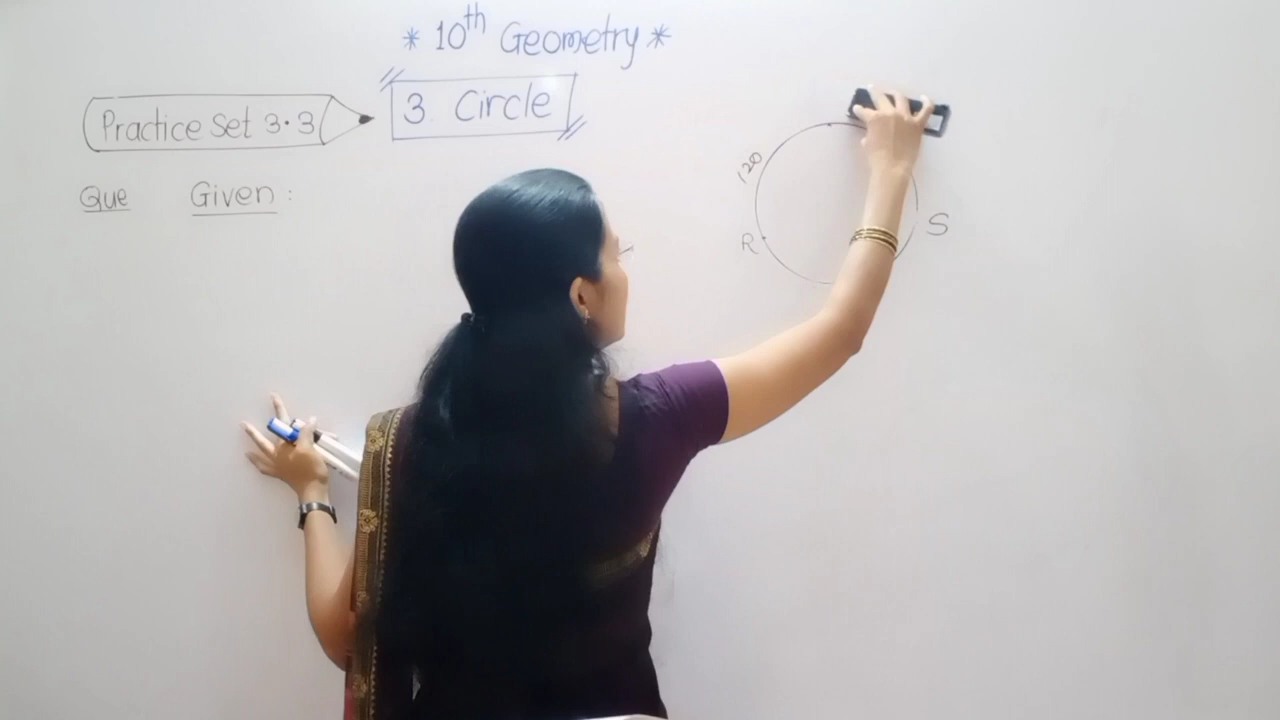 * 10th Geometry *
Practice Set 3.3
3. Circle
Que Given :
120
R
S